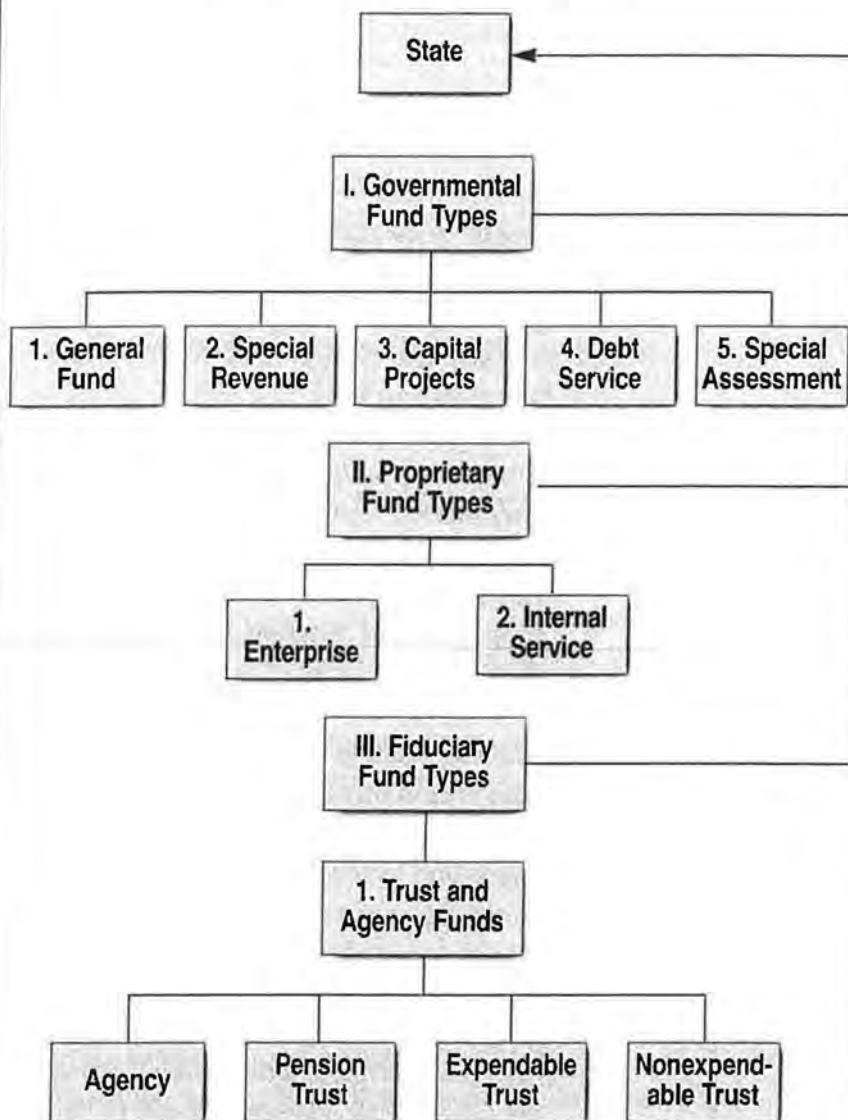 State
I. Governmental
Fund Types
1. General
Fund
2. Special
Revenue
3. Capital
Projects
4. Debt
Service
5. Special
Assessment
II. Proprietary
Fund Types
1.
Enterprise
2. Internal
Service
III. Fiduciary
Fund Types
1. Trust and
Agency Funds
Agency
Pension
Trust
Expendable
Trust
Nonexpend-
able Trust